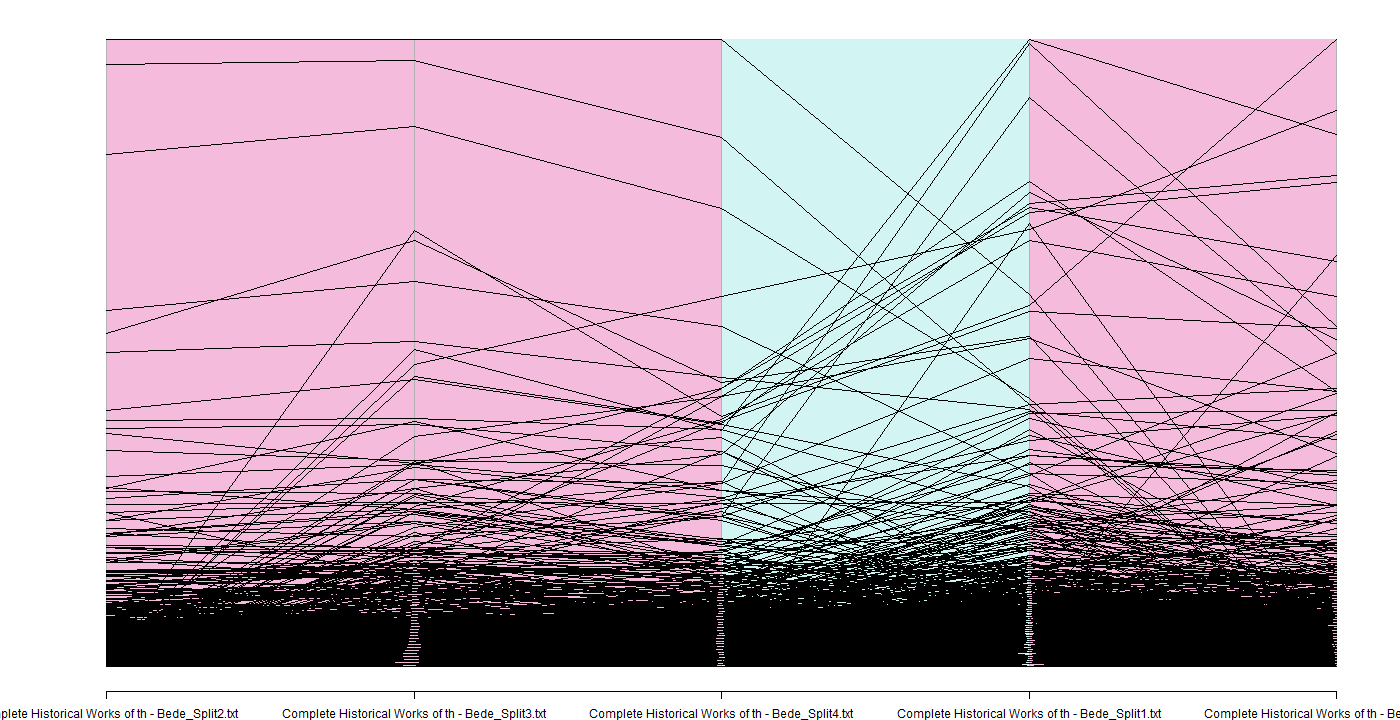 plete Historical Works of th - Bede_Split2.txt Complete Historical Works of th - Bede_Split3.txt Complete Historical Works of th - Bede_Split4.txt Complete Historical Works of th - Bede_Split1.txt Complete Historical Works of th - Be